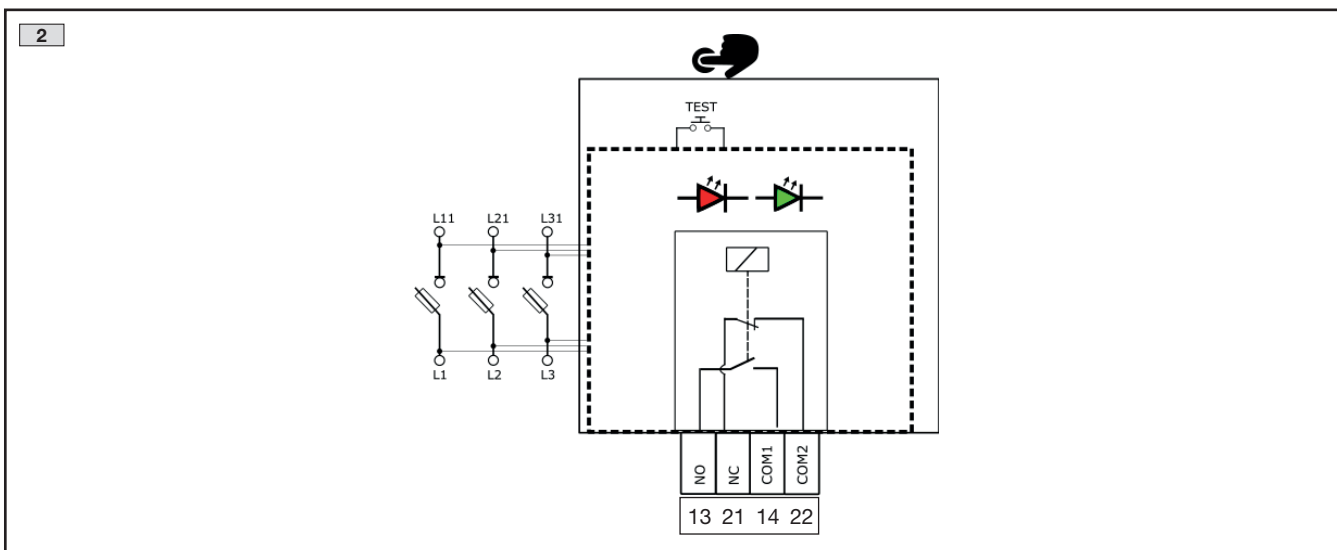 2
TEST
L11 L21 L31
L1 L2 L3
NO NC COM1 COM2
13 21 14 22